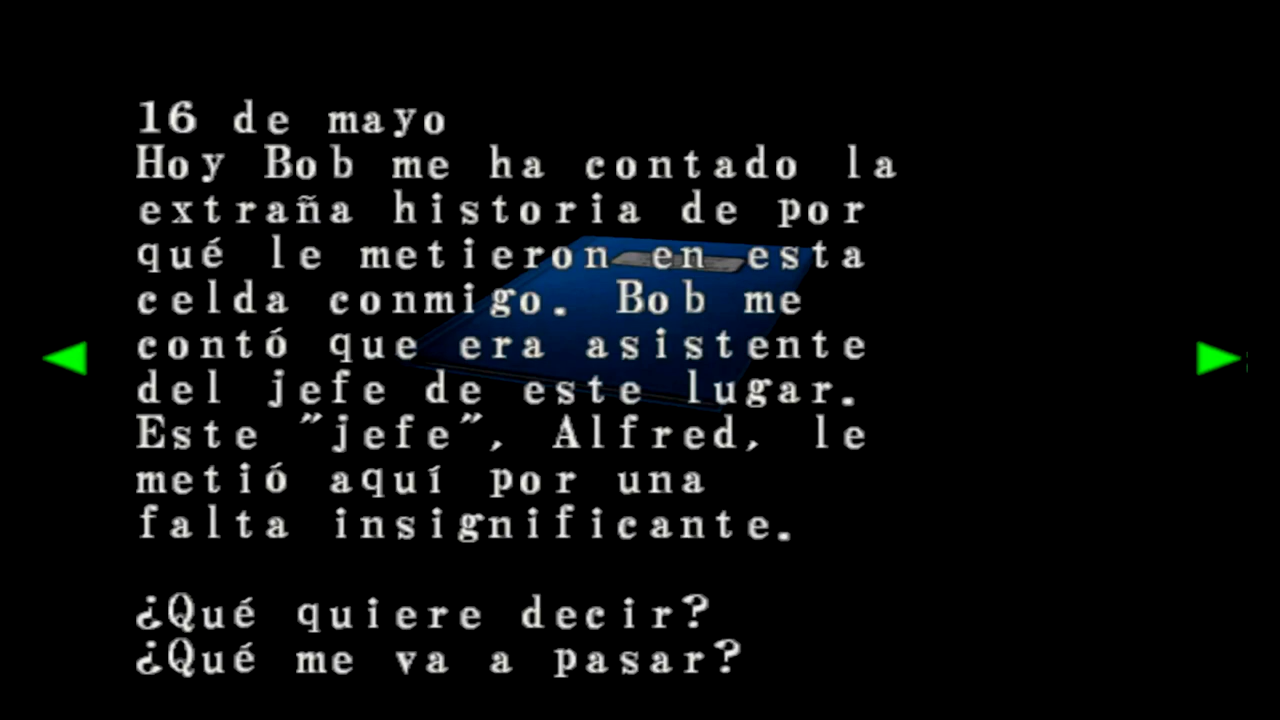 16 de mayo
Hoy Bob me ha contado la
extraña historia de por
qué le metieron en esta
celda conmigo. Bob me
contó que era asistente
del jefe de este lugar.
Este "jefe", Alfred, le
metió aquí por una
falta insignificante.
¿Qué quiere decir?
¿Qué me va a pasar?